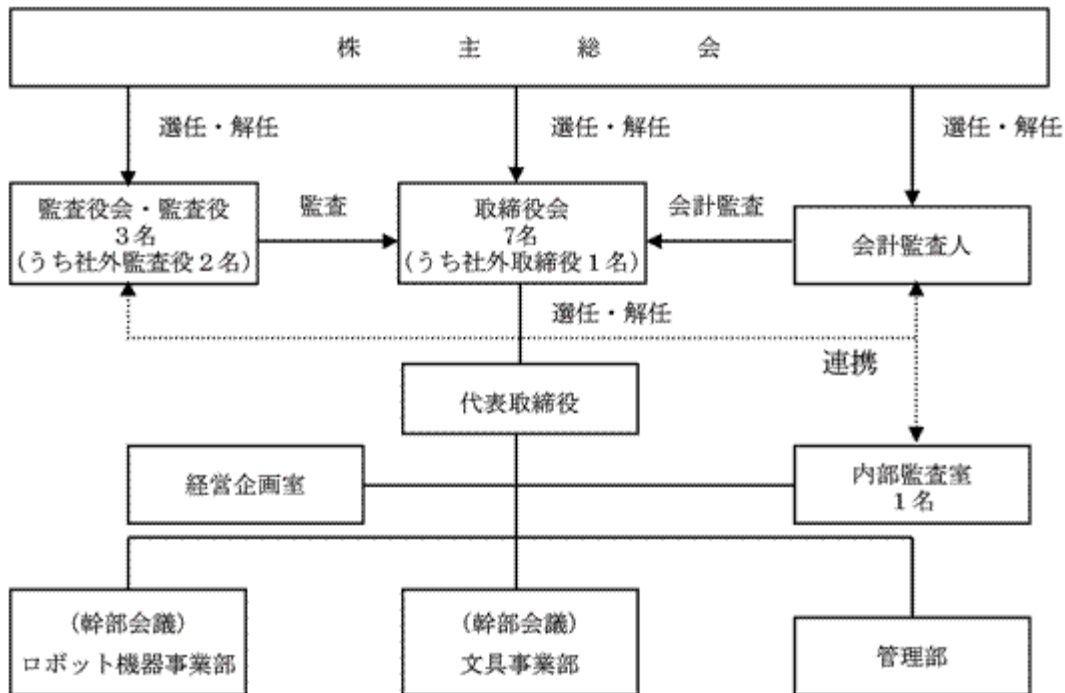 株主総会
選任・解任
選任・解任
選任・解任
監査役会・監査役
3名
(うち社外監査役2名)
監査
取締役会
7名
(うち社外取締役1名)
会計監査
会計監査人
選任・解任
連携
代表取締役
経営企画室
内部監査室
1名
(幹部会議)
ロボット機器事業部
(幹部会議)
文具事業部
管理部